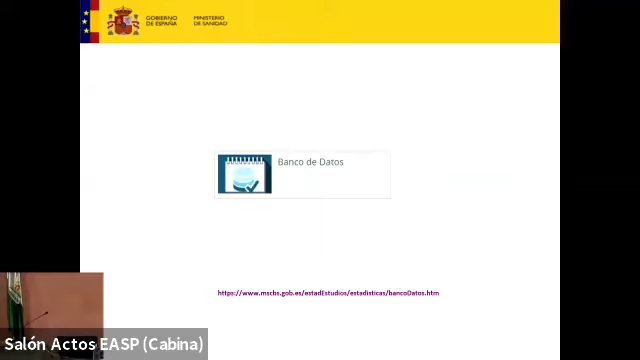 GOBIERNO
DE ESPAÑA
MINISTERIO
DE SANIDAD
Banco de Datos
https://www.mscbs.gob.es/estadEstudios/estadisticas/bancoDatos.htm
Salón Actos EASP (Cabina)